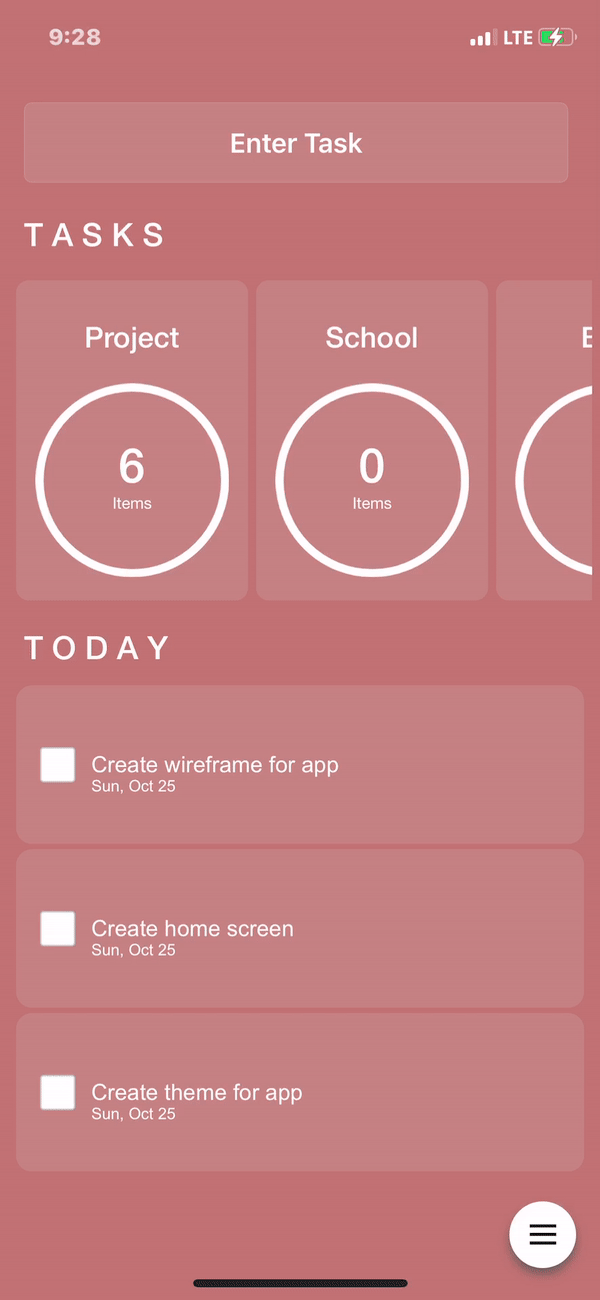 9:28
LTE
Enter Task
TASKS
Project
School
6
Items
0
Items
TODAY
Create wireframe for app
Sun, Oct 25
Create home screen
Sun, Oct 25
Create theme for app
Sun, Oct 25